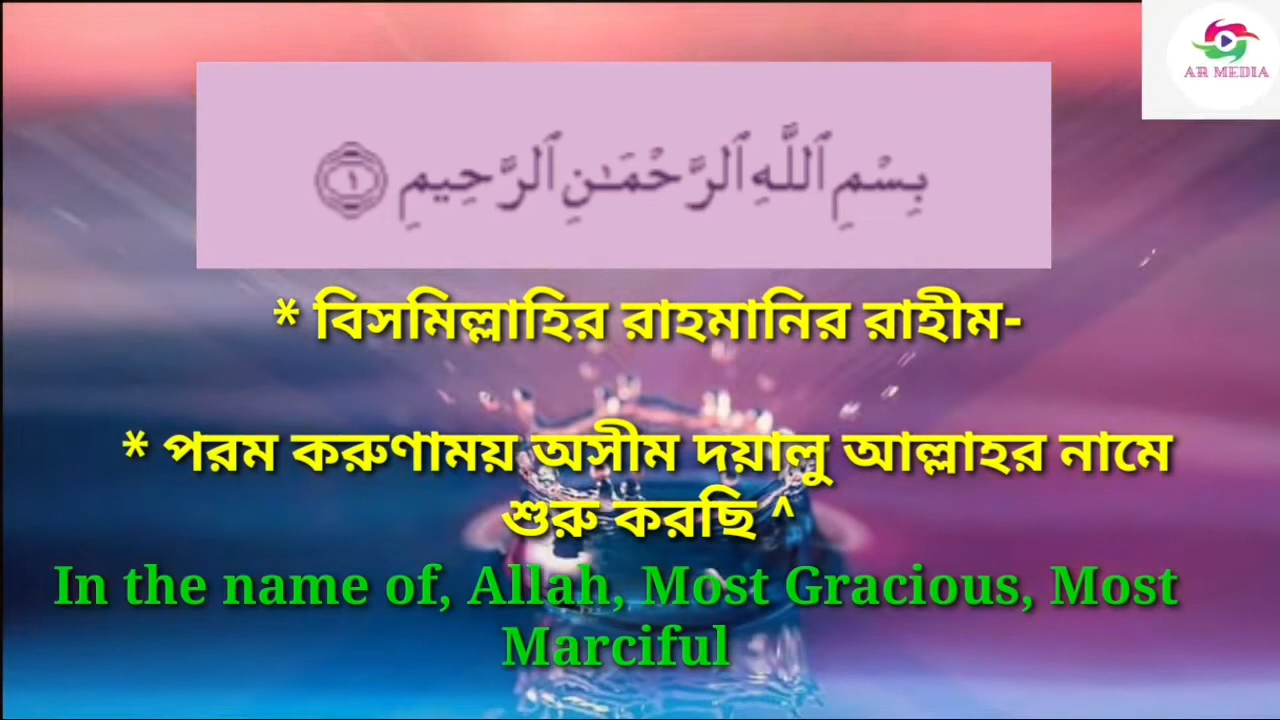 AR MEDIA
بِسْمِ ٱللَّهِ ٱلرَّحْمَـٰنِ ٱلرَّحِيمِ ١
* বিসমিল্লাহির রাহমানির রাহীম-
* পরম করুণাময় অসীম দয়ালু আল্লাহর নামে
শুরু করছি ^
In the name of, Allah, Most Gracious, Most
Marciful